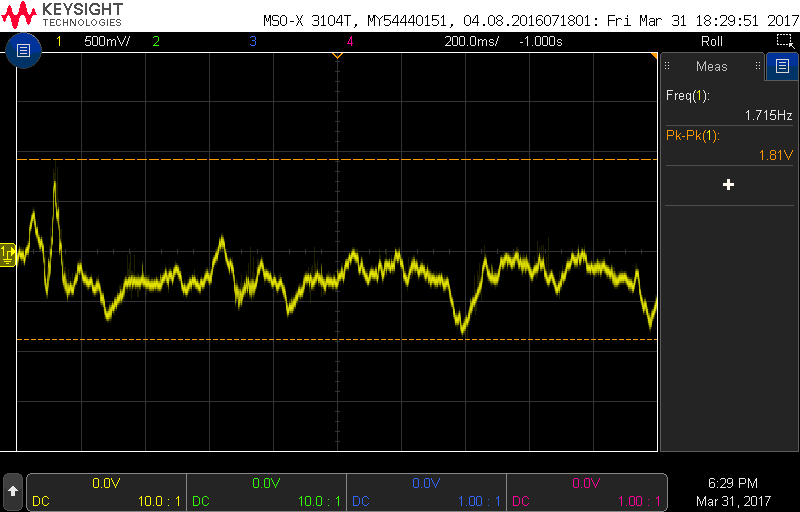 KEYSIGHT
TECHNOLOGIES
MSO-X 3104T, MY54440151, 04.08.2016071801: Fri Mar 31 18:29:51 2017
1 500mV/ 2 3 4 200.0ms/ -1.000s Roll
Meas
Freq(1):
1.715Hz
Pk-Pk(1):
1.81V
1
0.0V 0.0V 0.0V 0.0V
DC 10.0 : 1 DC 10.0 : 1 DC 1.00 : 1 DC 1.00 : 1
6:29 PM
Mar 31, 2017